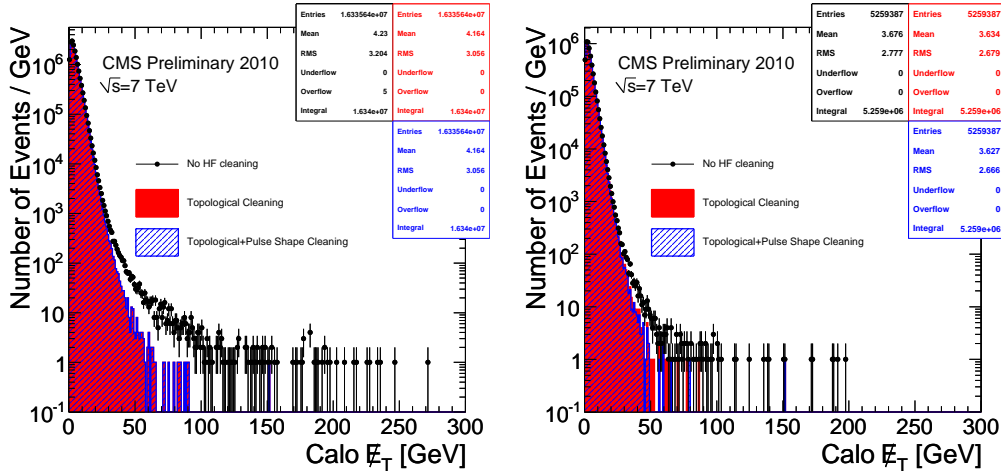 Entries 1.633564e+07 Entries 1.633564e+07
Mean 4.23 Mean 4.164
RMS 3.204 RMS 3.056
Underflow 0 Underflow 0
Overflow 5 Overflow 0
Integral 1.634e+07 Integral 1.634e+07
Entries 1.633564e+07
Mean 4.164
RMS 3.056
Underflow 0
Overflow 0
Integral 1.634e+07
CMS Preliminary 2010
√s=7 TeV
No HF cleaning
Topological Cleaning
Topological+Pulse Shape Cleaning
Number of Events / GeV
10⁶
10⁵
10⁴
10³
10²
10
1
10⁻¹
0 50 100 150 200 250 300
Calo E̸_T [GeV]
Entries 5259387 Entries 5259387
Mean 3.676 Mean 3.634
RMS 2.777 RMS 2.679
Underflow 0 Underflow 0
Overflow 0 Overflow 0
Integral 5.259e+06 Integral 5.259e+06
Entries 5259387
Mean 3.627
RMS 2.666
Underflow 0
Overflow 0
Integral 5.259e+06
CMS Preliminary 2010
√s=7 TeV
No HF cleaning
Topological Cleaning
Topological+Pulse Shape Cleaning
Number of Events / GeV
10⁶
10⁵
10⁴
10³
10²
10
1
10⁻¹
0 50 100 150 200 250 300
Calo E̸_T [GeV]